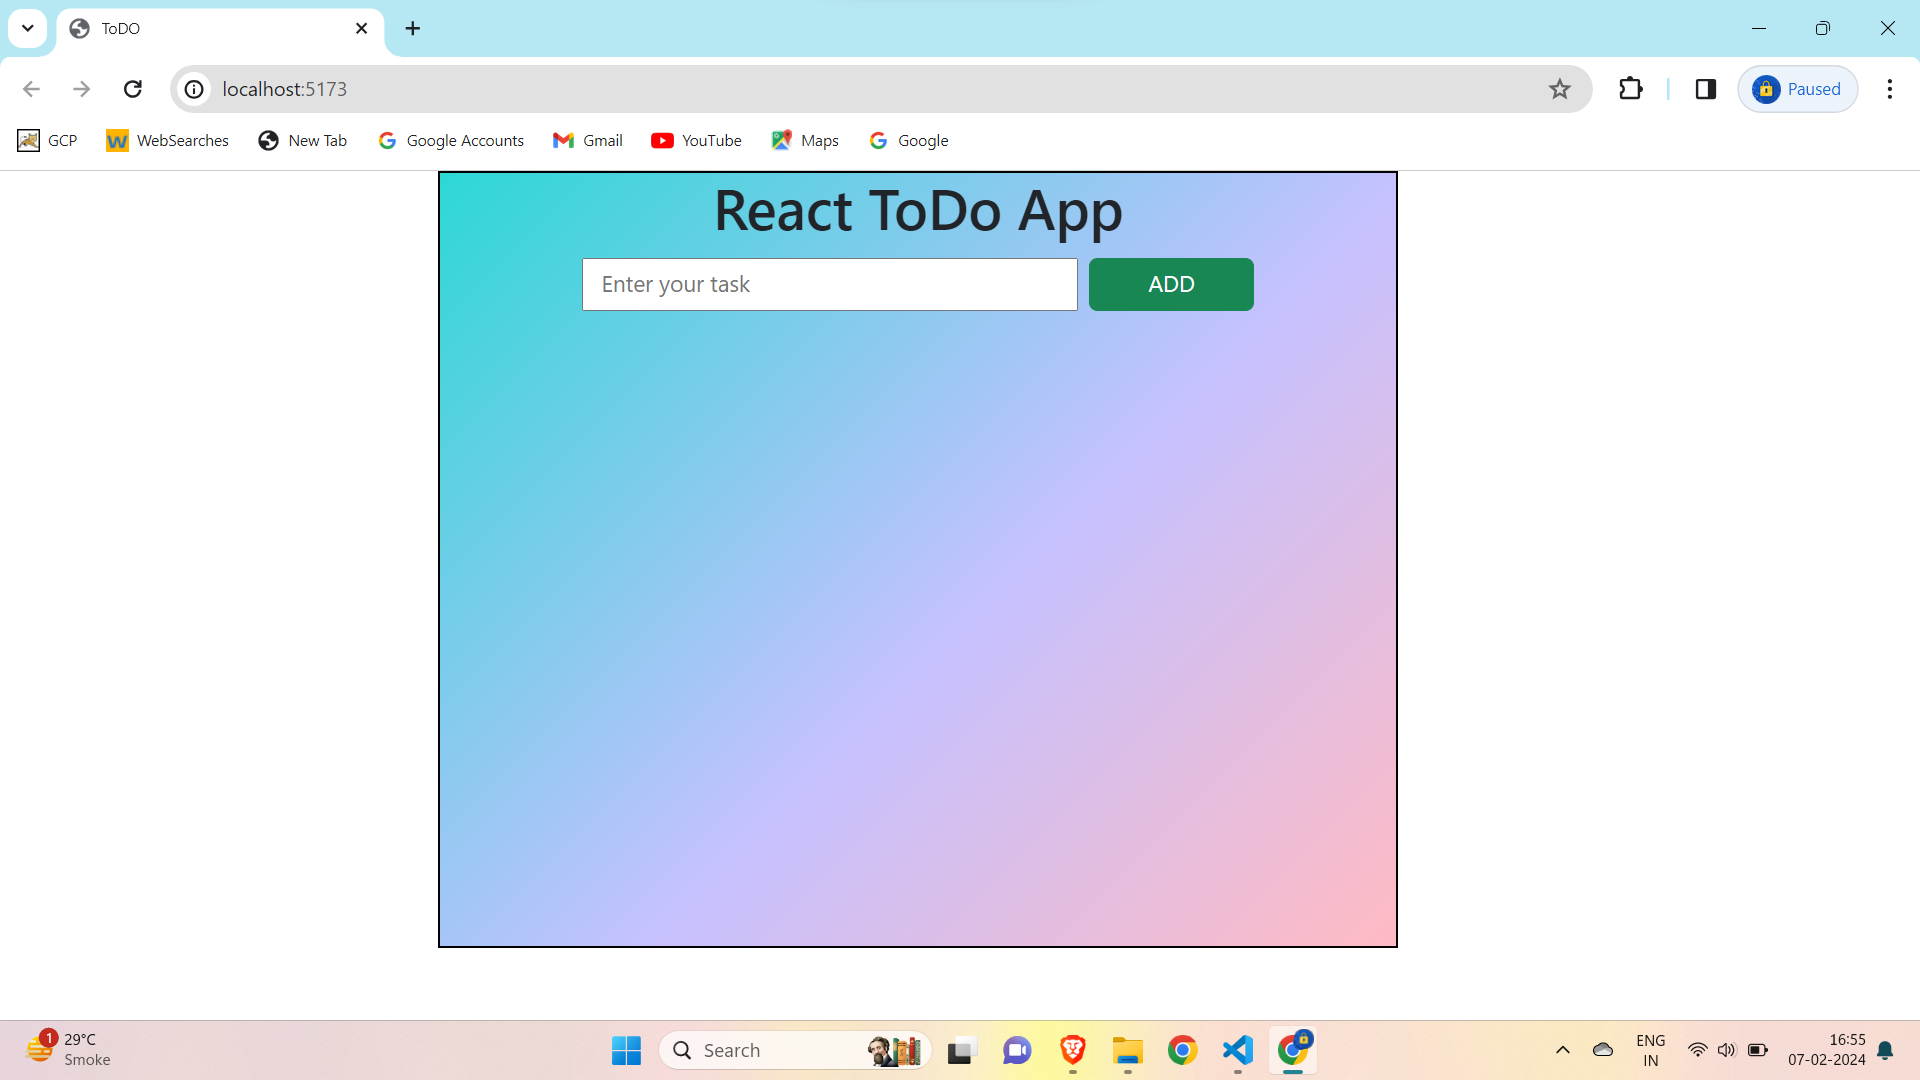 ToDO
localhost:5173
Paused
GCP
WebSearches
New Tab
Google Accounts
Gmail
YouTube
Maps
Google
React ToDo App
Enter your task
ADD
1
29°C
Smoke
Search
ENG
IN
16:55
07-02-2024